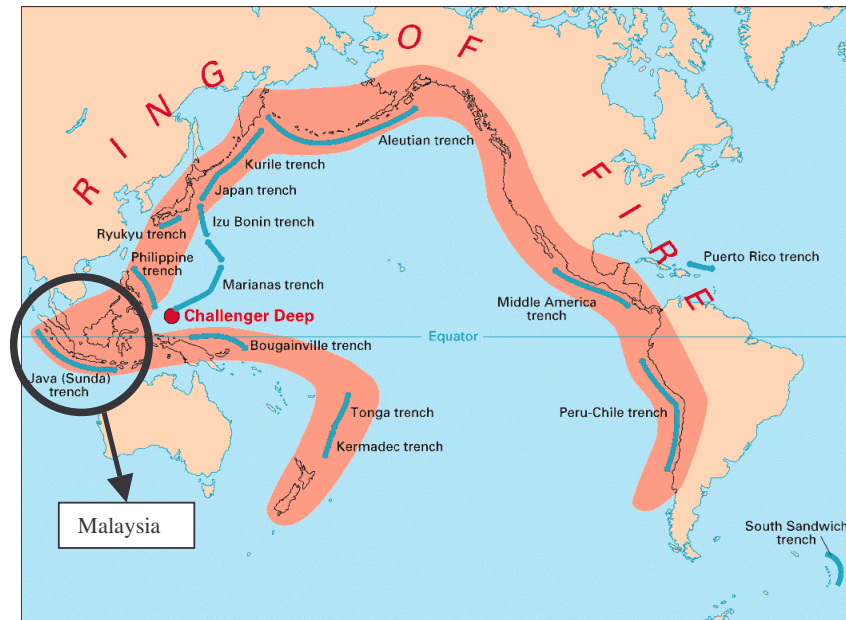 RING OF FIRE
Aleutian trench
Kurile trench
Japan trench
Izu Bonin trench
Ryukyu trench
Philippine
trench
Marianas trench
Challenger Deep
Puerto Rico trench
Middle America
trench
Equator
Bougainville trench
Java (Sunda)
trench
Tonga trench
Kermadec trench
Peru-Chile trench
Malaysia
South Sandwich
trench